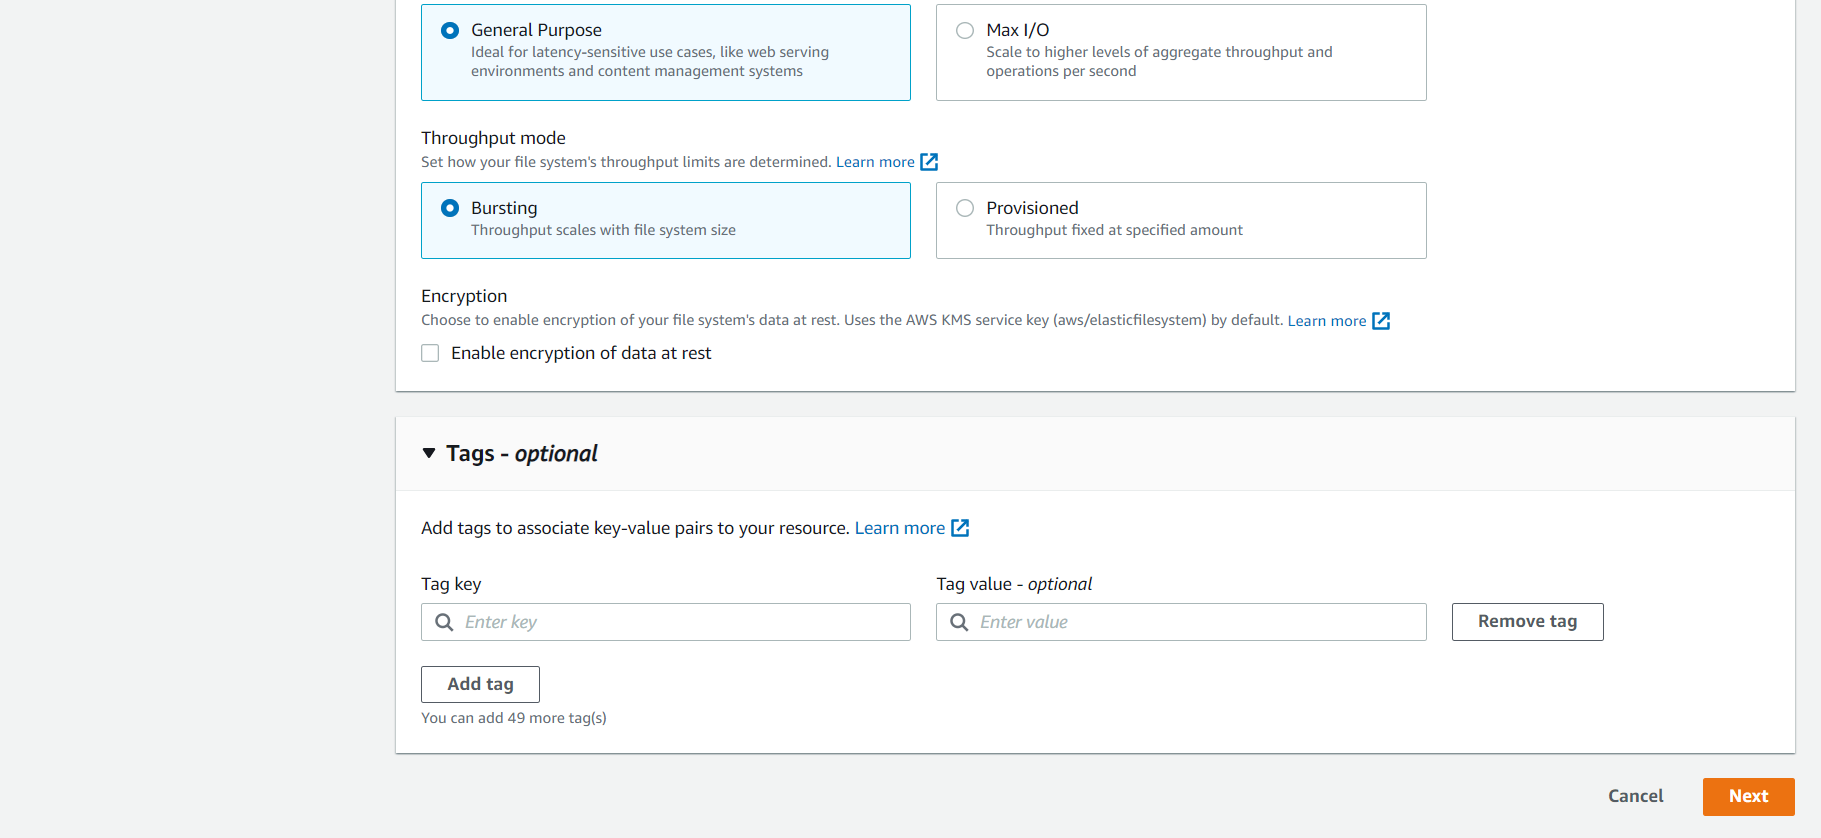 General Purpose
Ideal for latency-sensitive use cases, like web serving
environments and content management systems
Max I/O
Scale to higher levels of aggregate throughput and
operations per second
Throughput mode
Set how your file system's throughput limits are determined. Learn more
Bursting
Throughput scales with file system size
Provisioned
Throughput fixed at specified amount
Encryption
Choose to enable encryption of your file system's data at rest. Uses the AWS KMS service key (aws/elasticfilesystem) by default. Learn more
Enable encryption of data at rest
Tags - optional
Add tags to associate key-value pairs to your resource. Learn more
Tag key
Tag value - optional
Enter key
Enter value
Remove tag
Add tag
You can add 49 more tag(s)
Cancel
Next